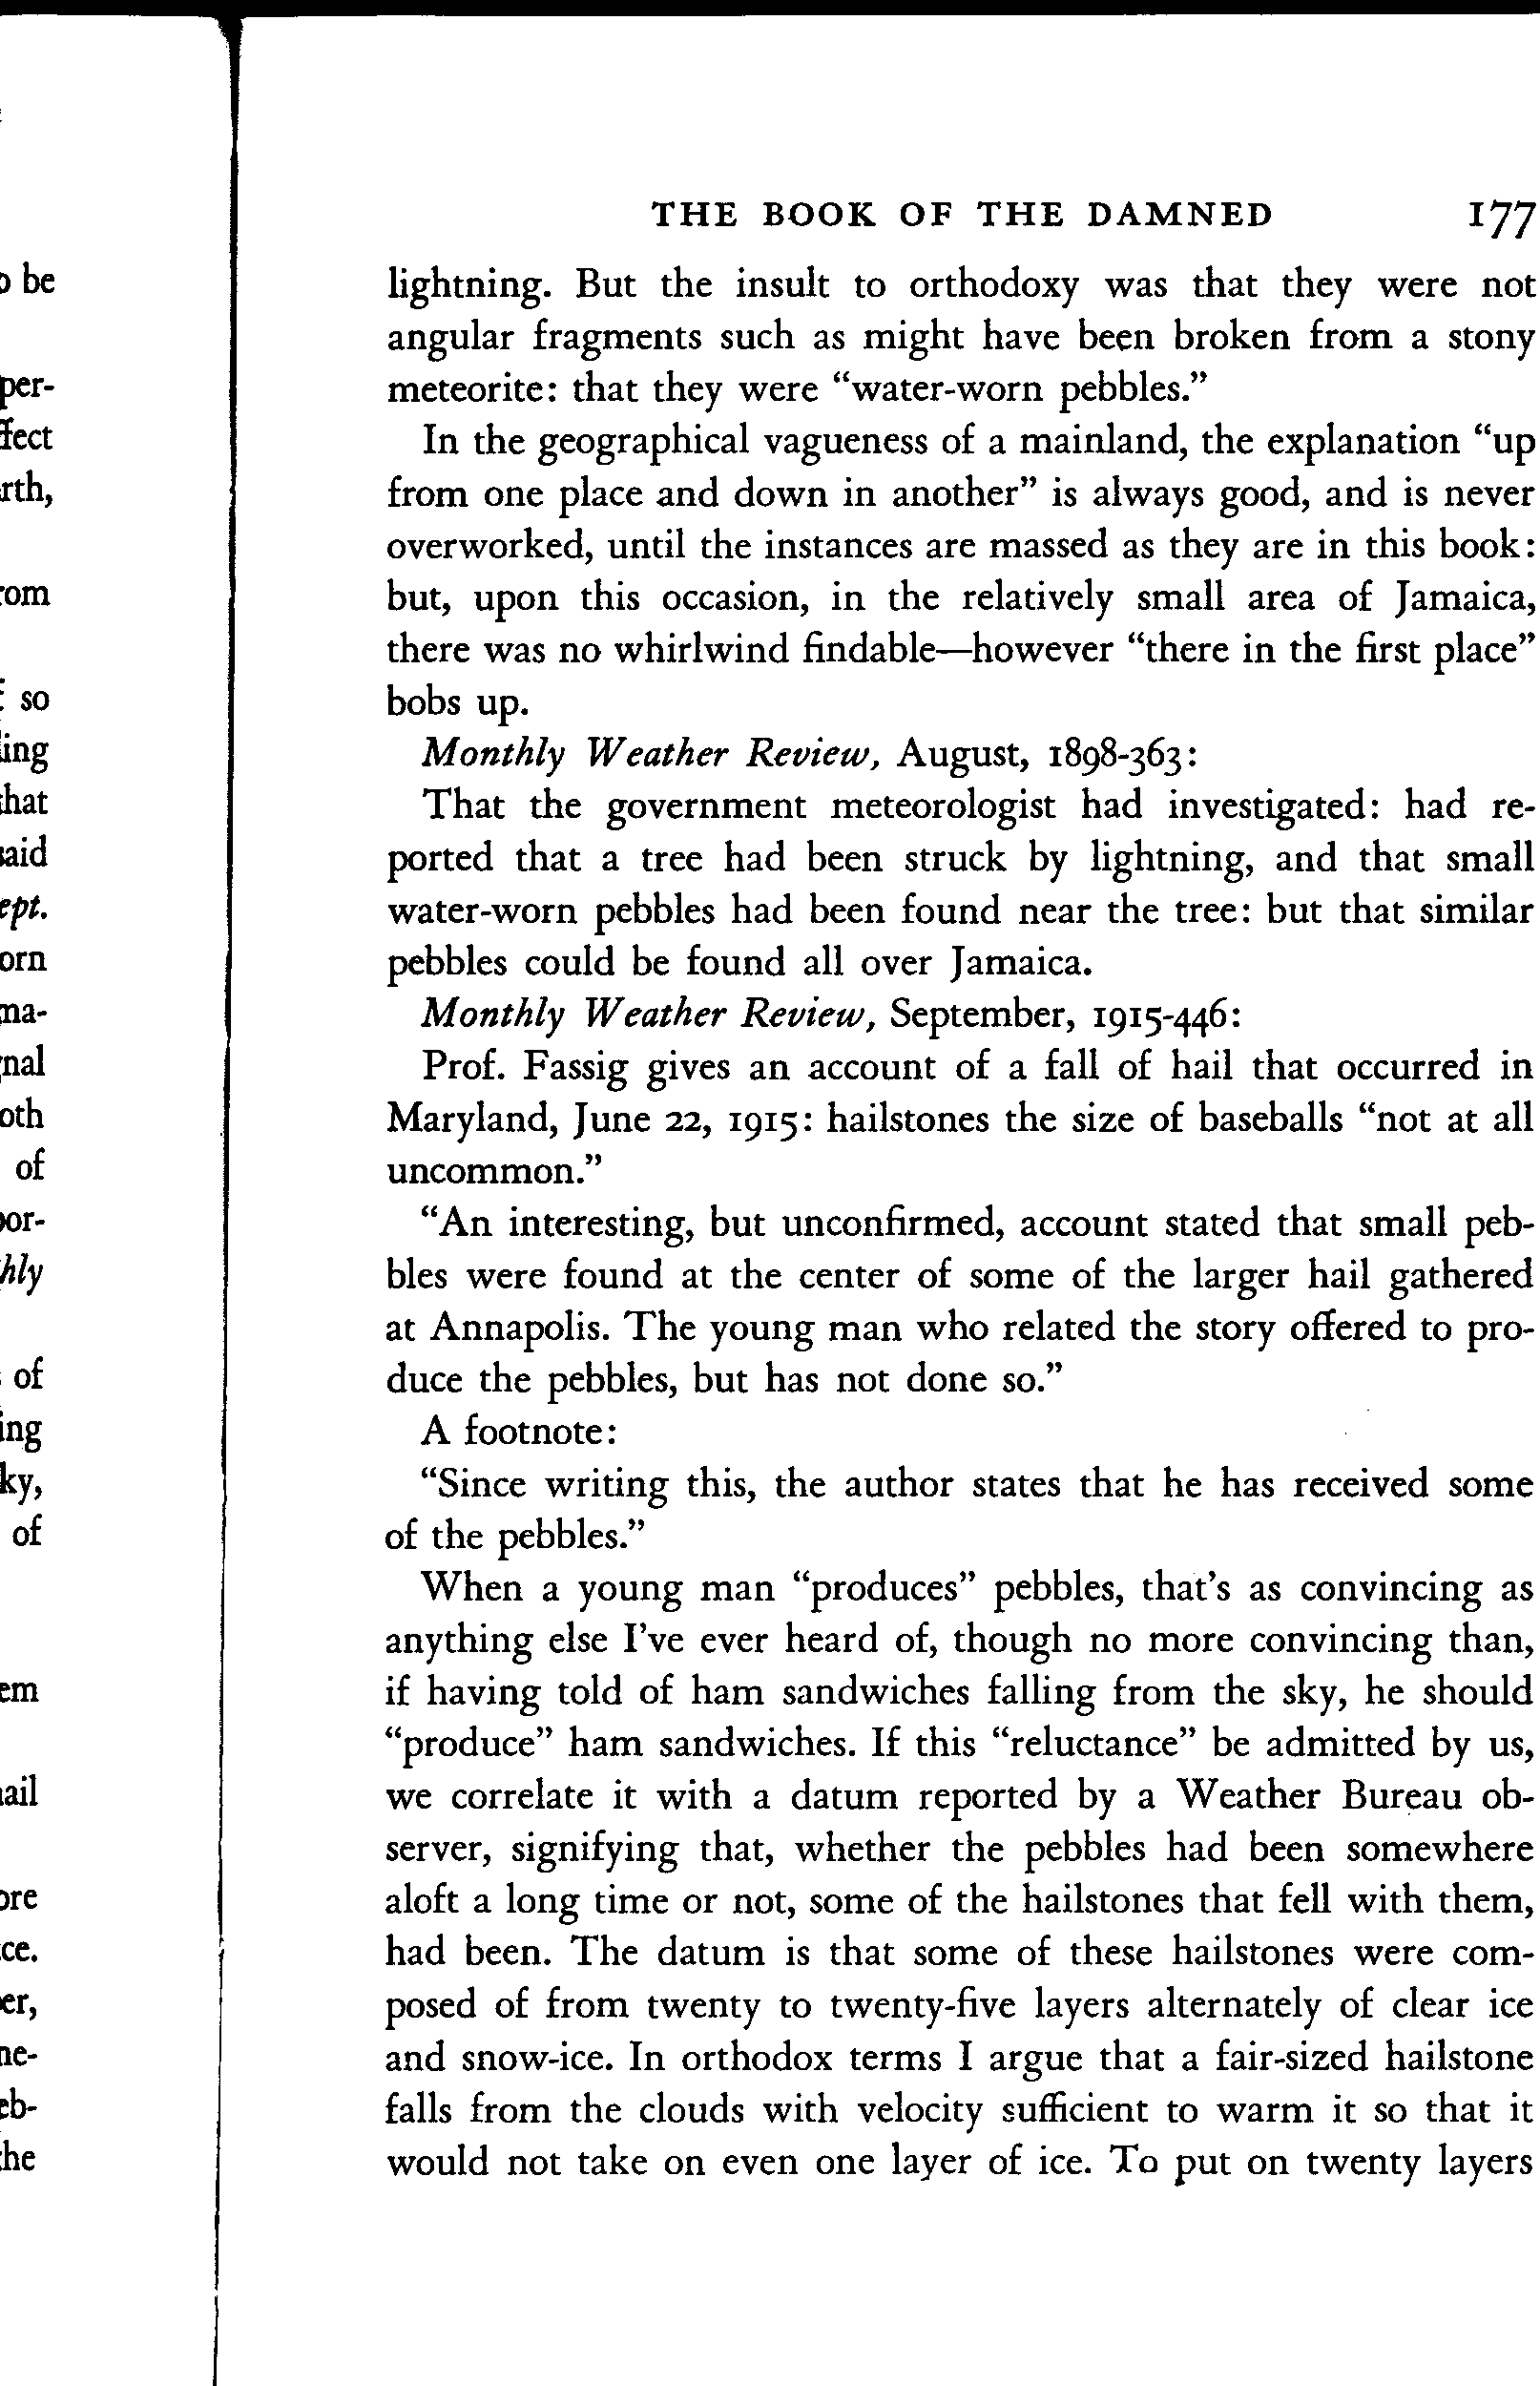 THE BOOK OF THE DAMNED 177
lightning. But the insult to orthodoxy was that they were not
angular fragments such as might have been broken from a stony
meteorite: that they were “water-worn pebbles.”
In the geographical vagueness of a mainland, the explanation “up
from one place and down in another” is always good, and is never
overworked, until the instances are massed as they are in this book:
but, upon this occasion, in the relatively small area of Jamaica,
there was no whirlwind findable—however “there in the first place”
bobs up.
Monthly Weather Review, August, 1898-363:
That the government meteorologist had investigated: had re-
ported that a tree had been struck by lightning, and that small
water-worn pebbles had been found near the tree: but that similar
pebbles could be found all over Jamaica.
Monthly Weather Review, September, 1915-446:
Prof. Fassig gives an account of a fall of hail that occurred in
Maryland, June 22, 1915: hailstones the size of baseballs “not at all
uncommon.”
“An interesting, but unconfirmed, account stated that small peb-
bles were found at the center of some of the larger hail gathered
at Annapolis. The young man who related the story offered to pro-
duce the pebbles, but has not done so.”
A footnote:
“Since writing this, the author states that he has received some
of the pebbles.”
When a young man “produces” pebbles, that’s as convincing as
anything else I’ve ever heard of, though no more convincing than,
if having told of ham sandwiches falling from the sky, he should
“produce” ham sandwiches. If this “reluctance” be admitted by us,
we correlate it with a datum reported by a Weather Bureau ob-
server, signifying that, whether the pebbles had been somewhere
aloft a long time or not, some of the hailstones that fell with them,
had been. The datum is that some of these hailstones were com-
posed of from twenty to twenty-five layers alternately of clear ice
and snow-ice. In orthodox terms I argue that a fair-sized hailstone
falls from the clouds with velocity sufficient to warm it so that it
would not take on even one layer of ice. To put on twenty layers